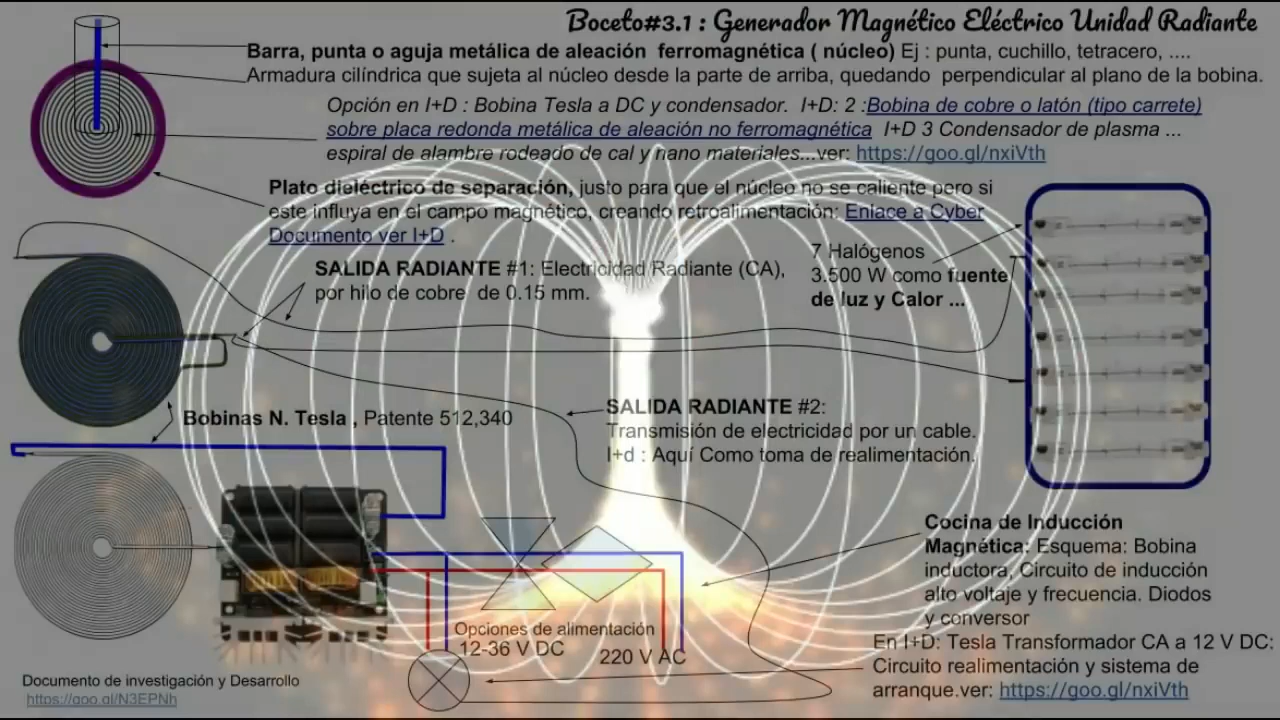 Boceto#3.1 : Generador Magnético Eléctrico Unidad Radiante
Barra, punta o aguja metálica de aleación ferromagnética ( núcleo) Ej : punta, cuchillo, tetracero, ....
Armadura cilíndrica que sujeta al núcleo desde la parte de arriba, quedando perpendicular al plano de la bobina.
Opción en I+D : Bobina Tesla a DC y condensador. I+D: 2 :Bobina de cobre o latón (tipo carrete)
sobre placa redonda metálica de aleación no ferromagnética I+D 3 Condensador de plasma ...
espiral de alambre rodeado de cal y nano materiales...ver: https://goo.gl/nxiVth
Plato dieléctrico de separación, justo para que el núcleo no se caliente pero si
este influya en el campo magnético, creando retroalimentación: Enlace a Cyber
Documento ver I+D .
7 Halógenos
3.500 W como fuente
de luz y Calor ...
SALIDA RADIANTE #1: Electricidad Radiante (CA),
por hilo de cobre de 0.15 mm.
Bobinas N. Tesla , Patente 512,340
SALIDA RADIANTE #2:
Transmisión de electricidad por un cable.
I+d : Aquí Como toma de realimentación.
Cocina de Inducción
Magnética: Esquema: Bobina
inductora, Circuito de inducción
alto voltaje y frecuencia. Diodos
y conversor
En I+D: Tesla Transformador CA a 12 V DC:
Circuito realimentación y sistema de
arranque.ver: https://goo.gl/nxiVth
Opciones de alimentación
12-36 V DC
220 V AC
Documento de investigación y Desarrollo
https://goo.gl/N3EPNh